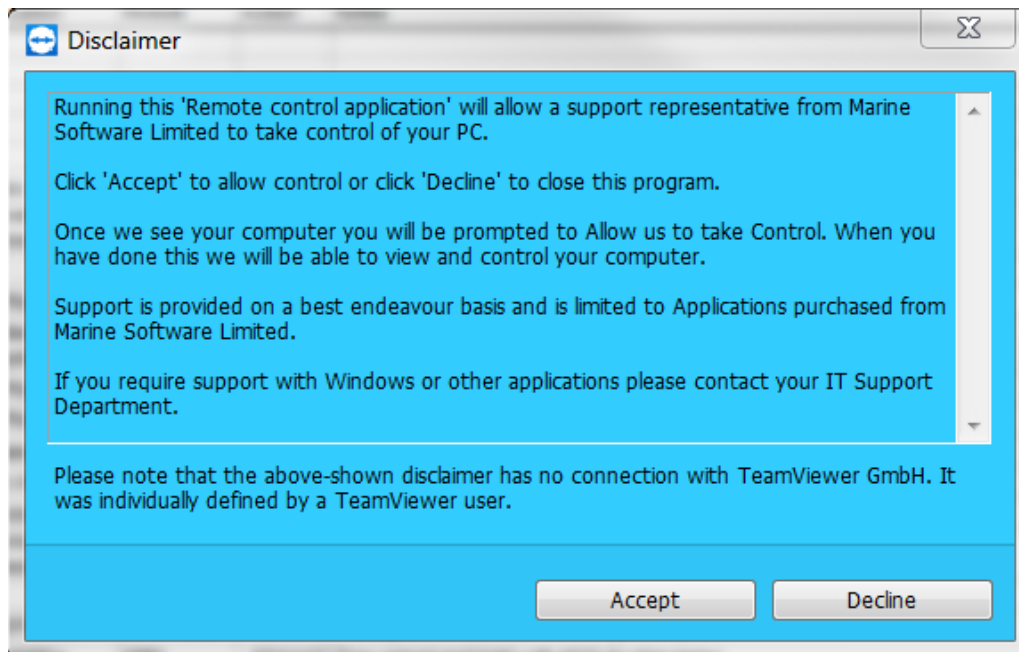 Disclaimer
Running this 'Remote control application' will allow a support representative from Marine
Software Limited to take control of your PC.
Click 'Accept' to allow control or click 'Decline' to close this program.
Once we see your computer you will be prompted to Allow us to take Control. When you
have done this we will be able to view and control your computer.
Support is provided on a best endeavour basis and is limited to Applications purchased from
Marine Software Limited.
If you require support with Windows or other applications please contact your IT Support
Department.
Please note that the above-shown disclaimer has no connection with TeamViewer GmbH. It
was individually defined by a TeamViewer user.
Accept Decline